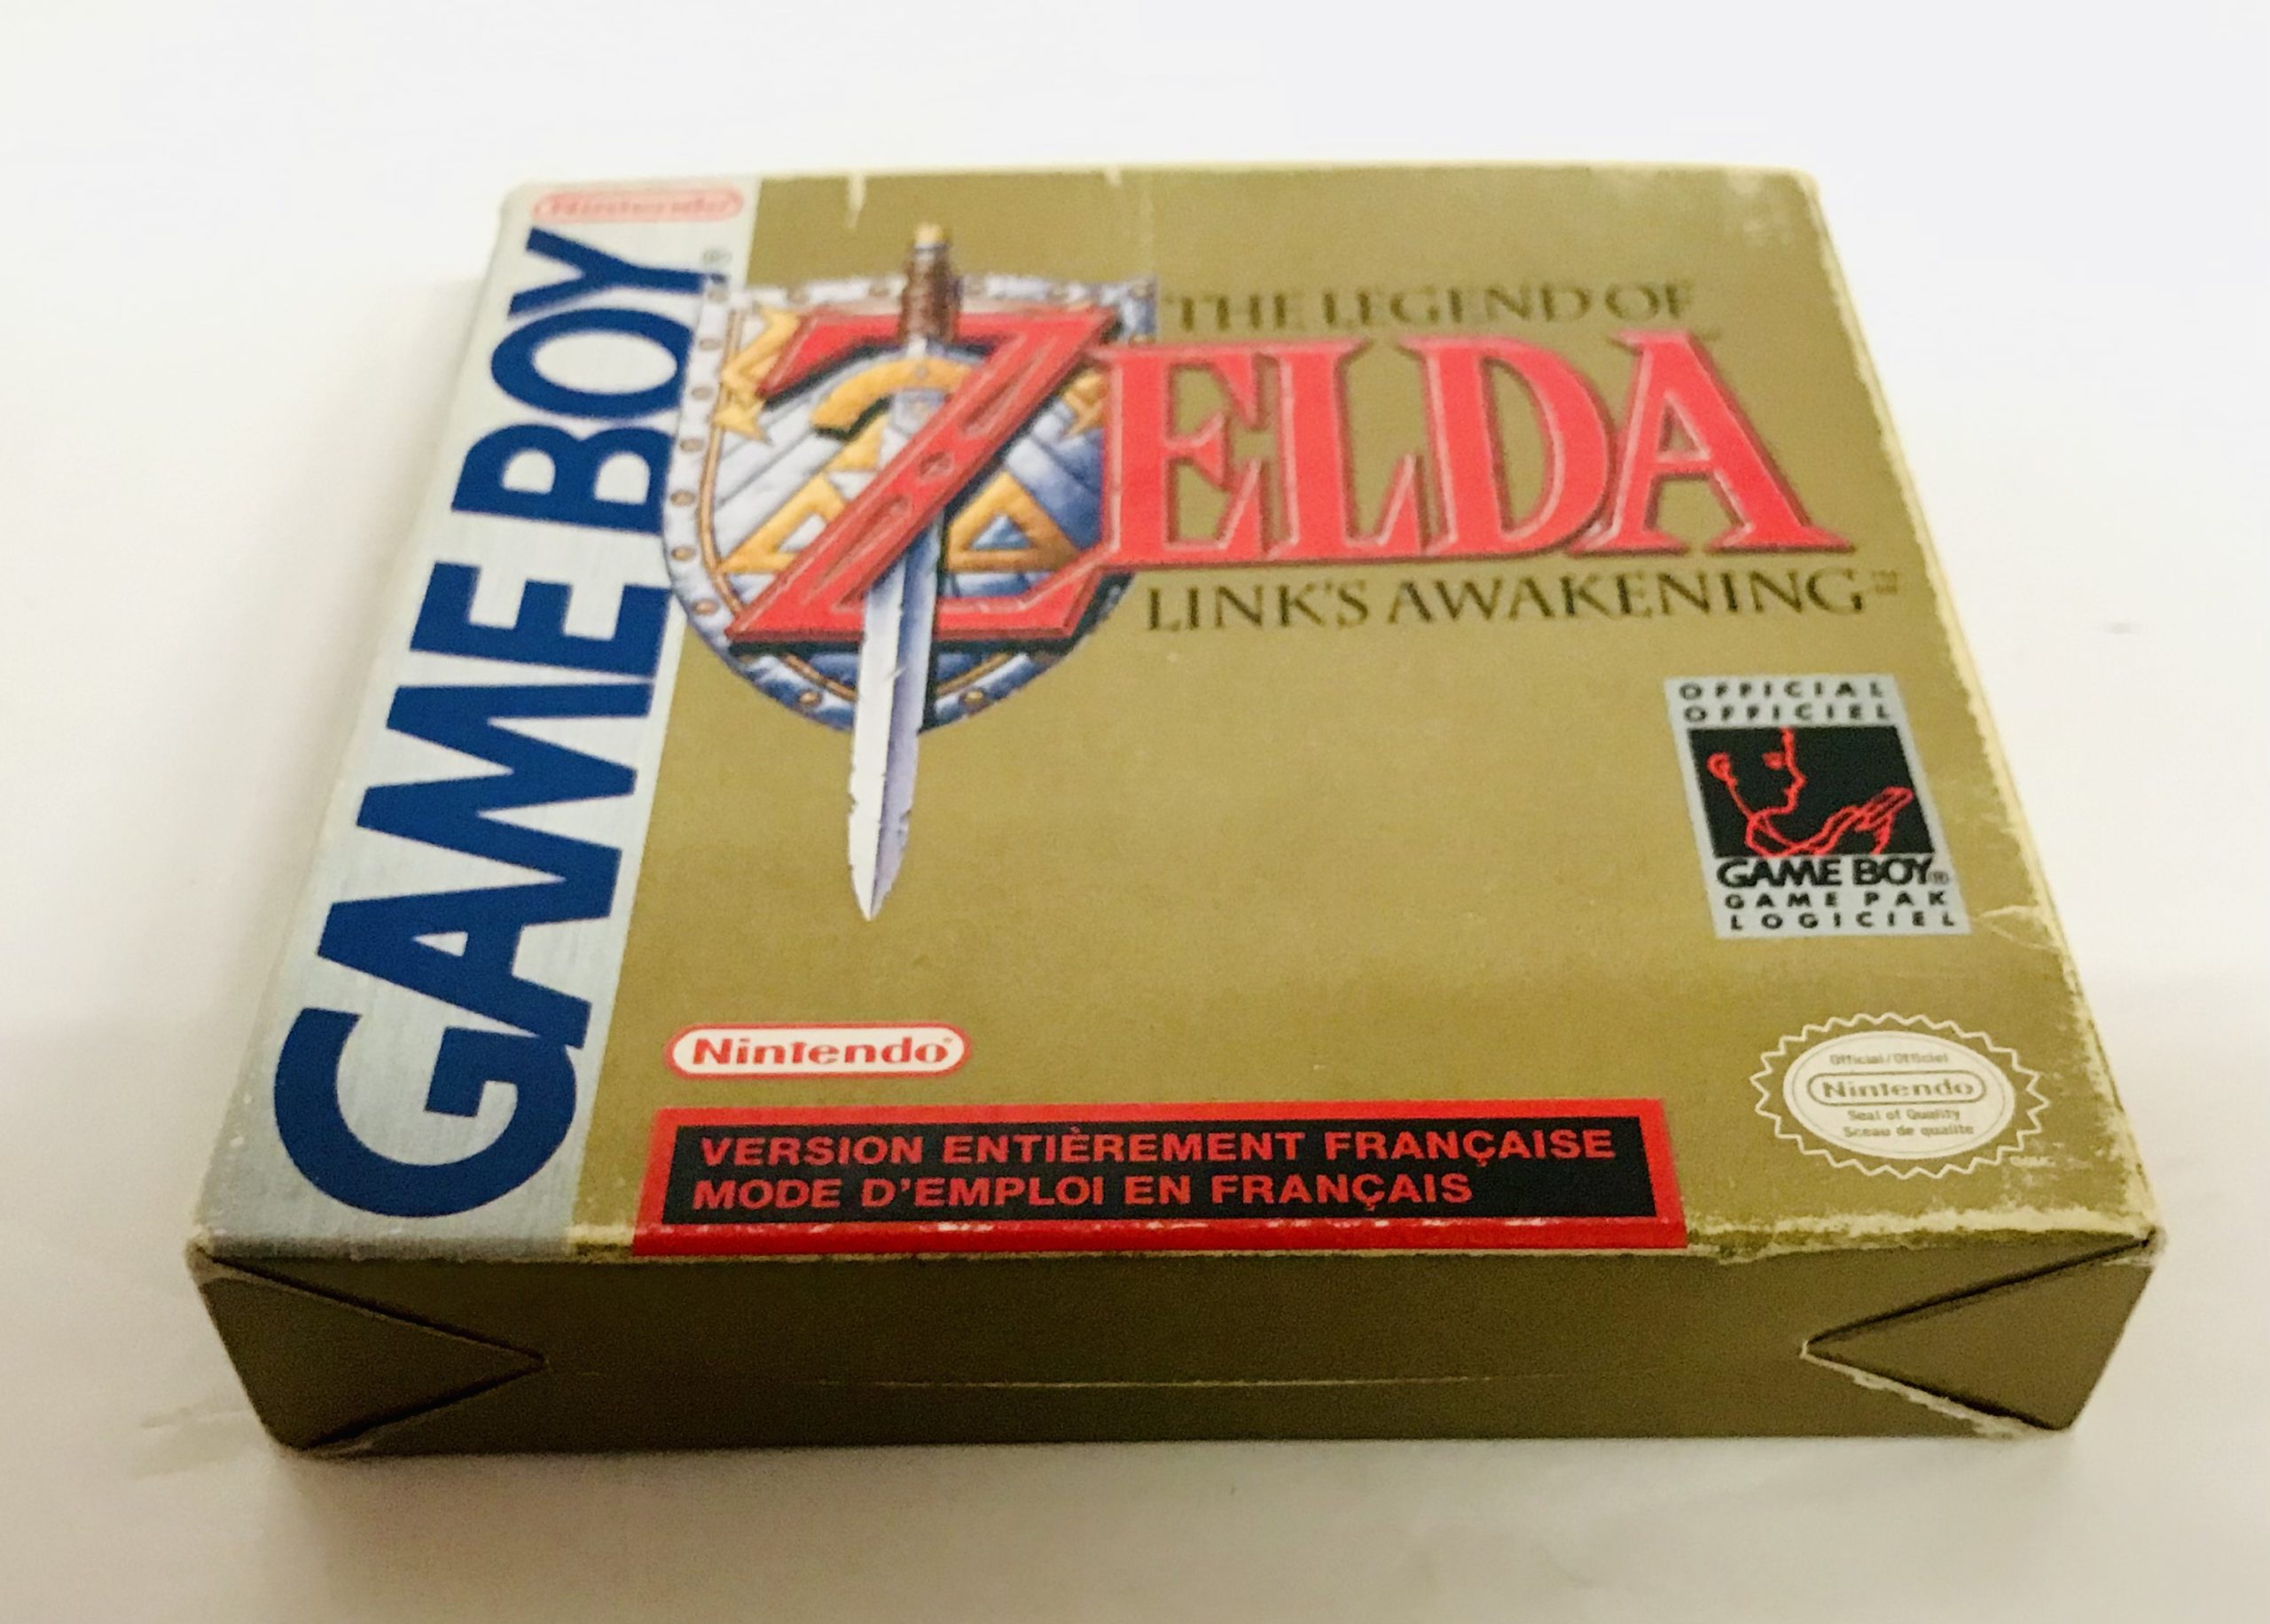 Nintendo
GAME BOY®
THE LEGEND OF
ZELDA
LINK'S AWAKENING™
OFFICIAL
OFFICIEL
GAME BOY®
GAME PAK
LOGICIEL
Nintendo®
VERSION ENTIÈREMENT FRANÇAISE
MODE D'EMPLOI EN FRANÇAIS
Official/Officiel
Nintendo
Seal of Quality
Sceau de qualité